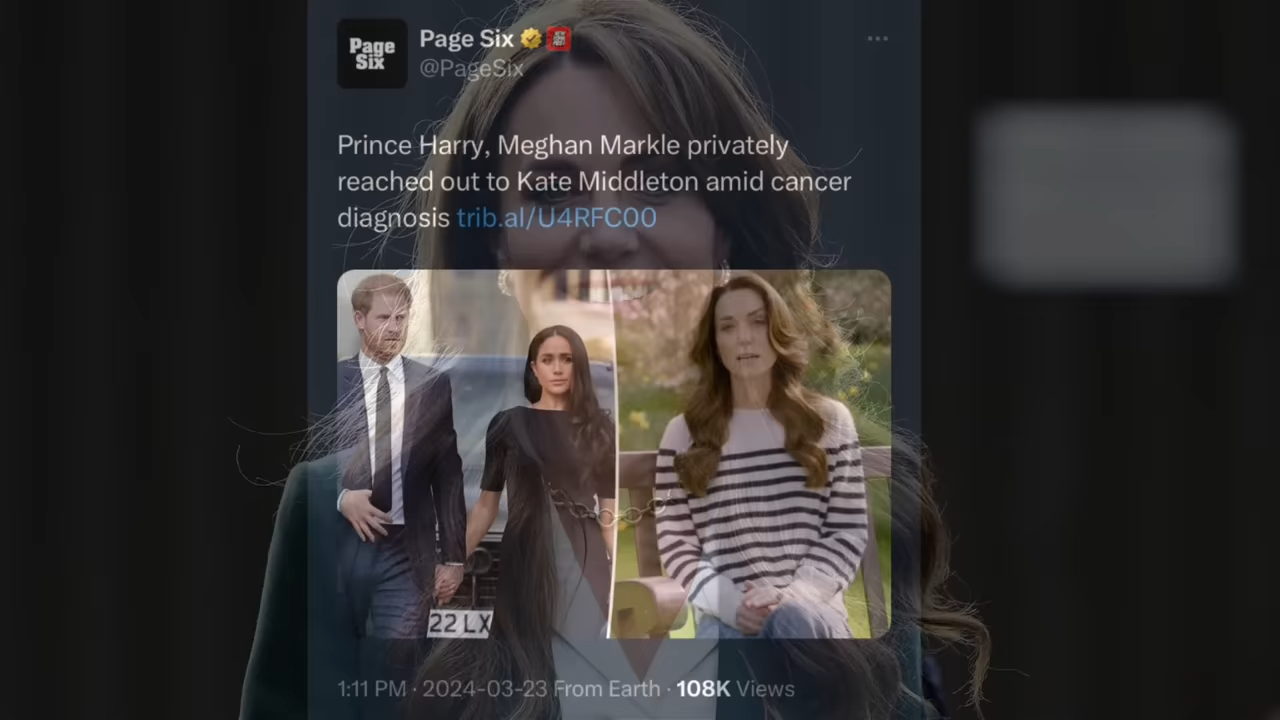 Page Six
Page Six
@PageSix
Prince Harry, Meghan Markle privately
reached out to Kate Middleton amid cancer
diagnosis trib.al/U4RFC00
22 LX
1:11 PM · 2024-03-23 From Earth · 108K Views